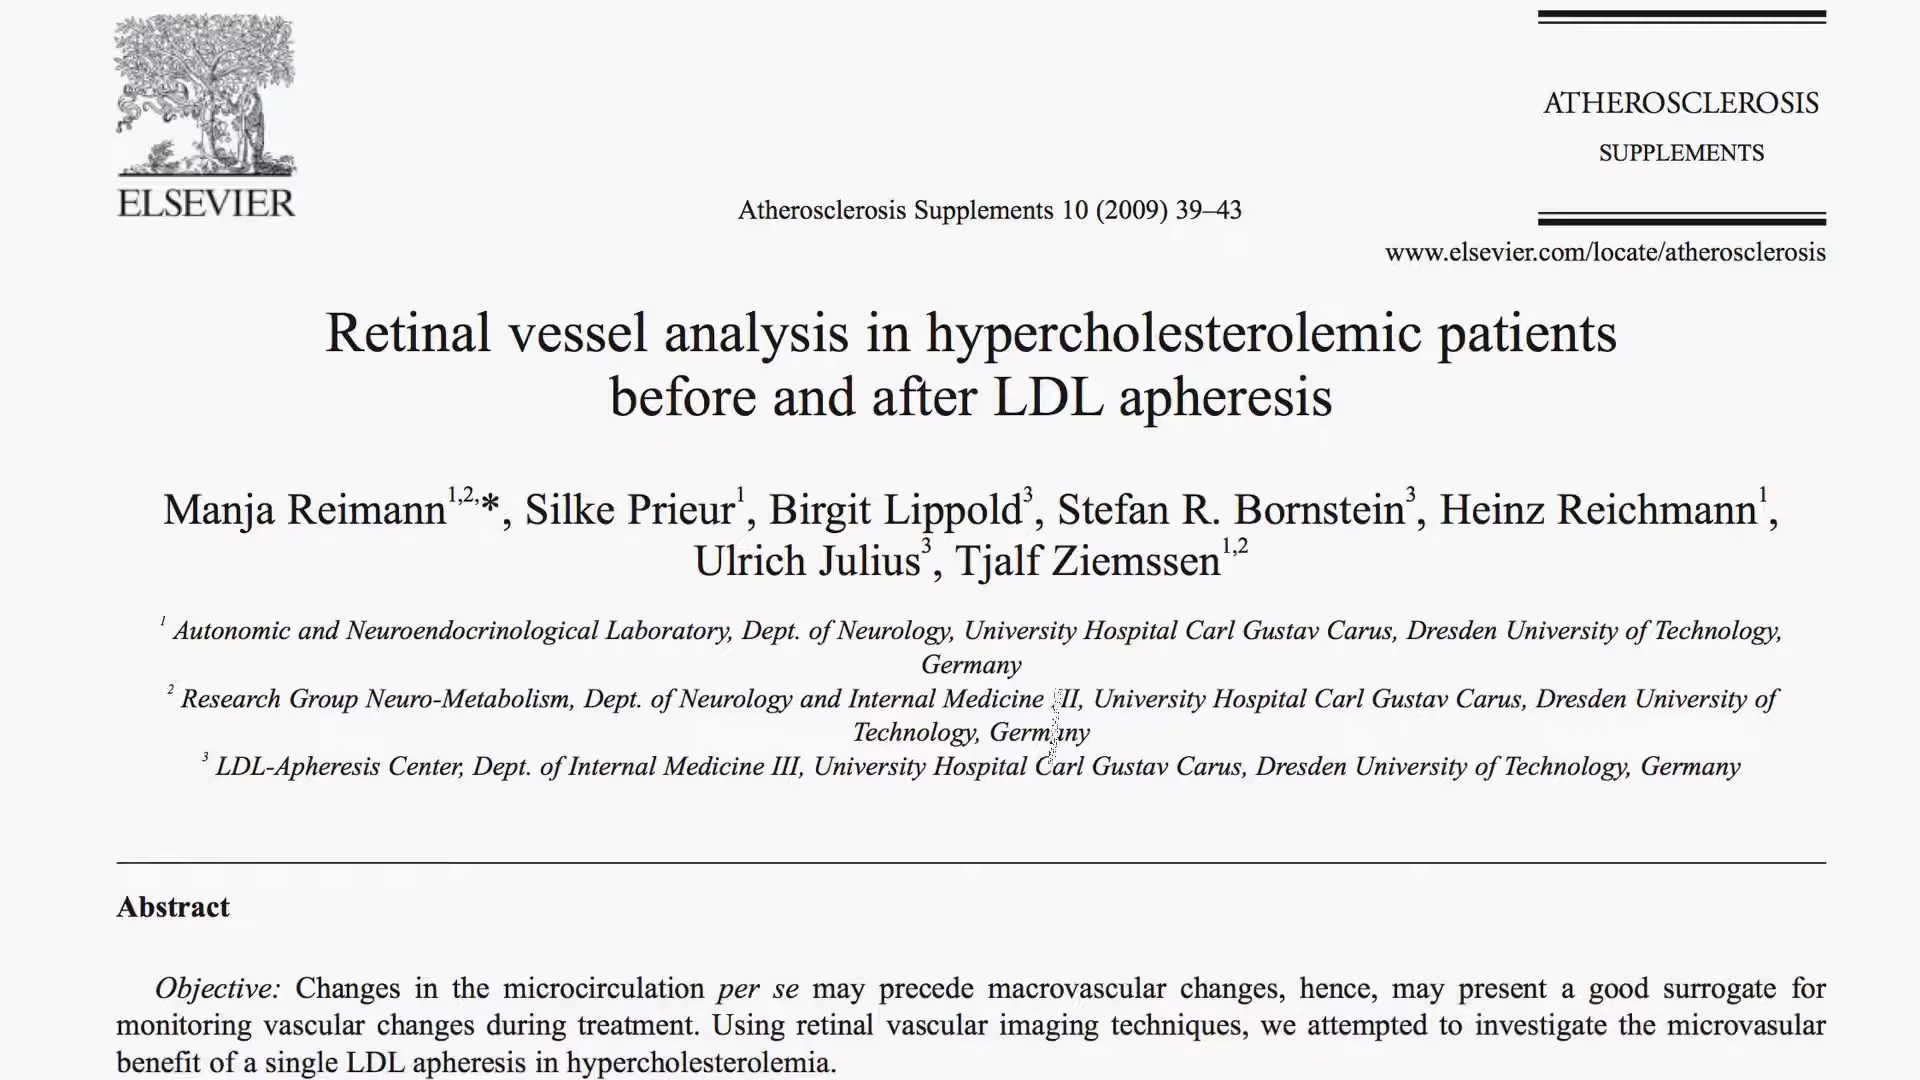 ELSEVIER
ATHEROSCLEROSIS
SUPPLEMENTS
Atherosclerosis Supplements 10 (2009) 39–43
www.elsevier.com/locate/atherosclerosis
Retinal vessel analysis in hypercholesterolemic patients
before and after LDL apheresis
Manja Reimann1,2,*, Silke Prieur1, Birgit Lippold3, Stefan R. Bornstein3, Heinz Reichmann1,
Ulrich Julius3, Tjalf Ziemssen1,2
1 Autonomic and Neuroendocrinological Laboratory, Dept. of Neurology, University Hospital Carl Gustav Carus, Dresden University of Technology,
Germany
2 Research Group Neuro-Metabolism, Dept. of Neurology and Internal Medicine III, University Hospital Carl Gustav Carus, Dresden University of
Technology, Germany
3 LDL-Apheresis Center, Dept. of Internal Medicine III, University Hospital Carl Gustav Carus, Dresden University of Technology, Germany
Abstract
Objective: Changes in the microcirculation per se may precede macrovascular changes, hence, may present a good surrogate for
monitoring vascular changes during treatment. Using retinal vascular imaging techniques, we attempted to investigate the microvasular
benefit of a single LDL apheresis in hypercholesterolemia.